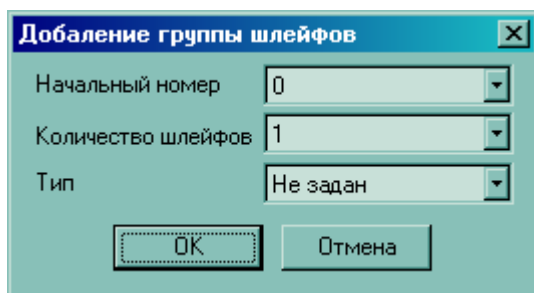 Добаление группы шлейфов
Начальный номер 0
Количество шлейфов 1
Тип Не задан
OK Отмена